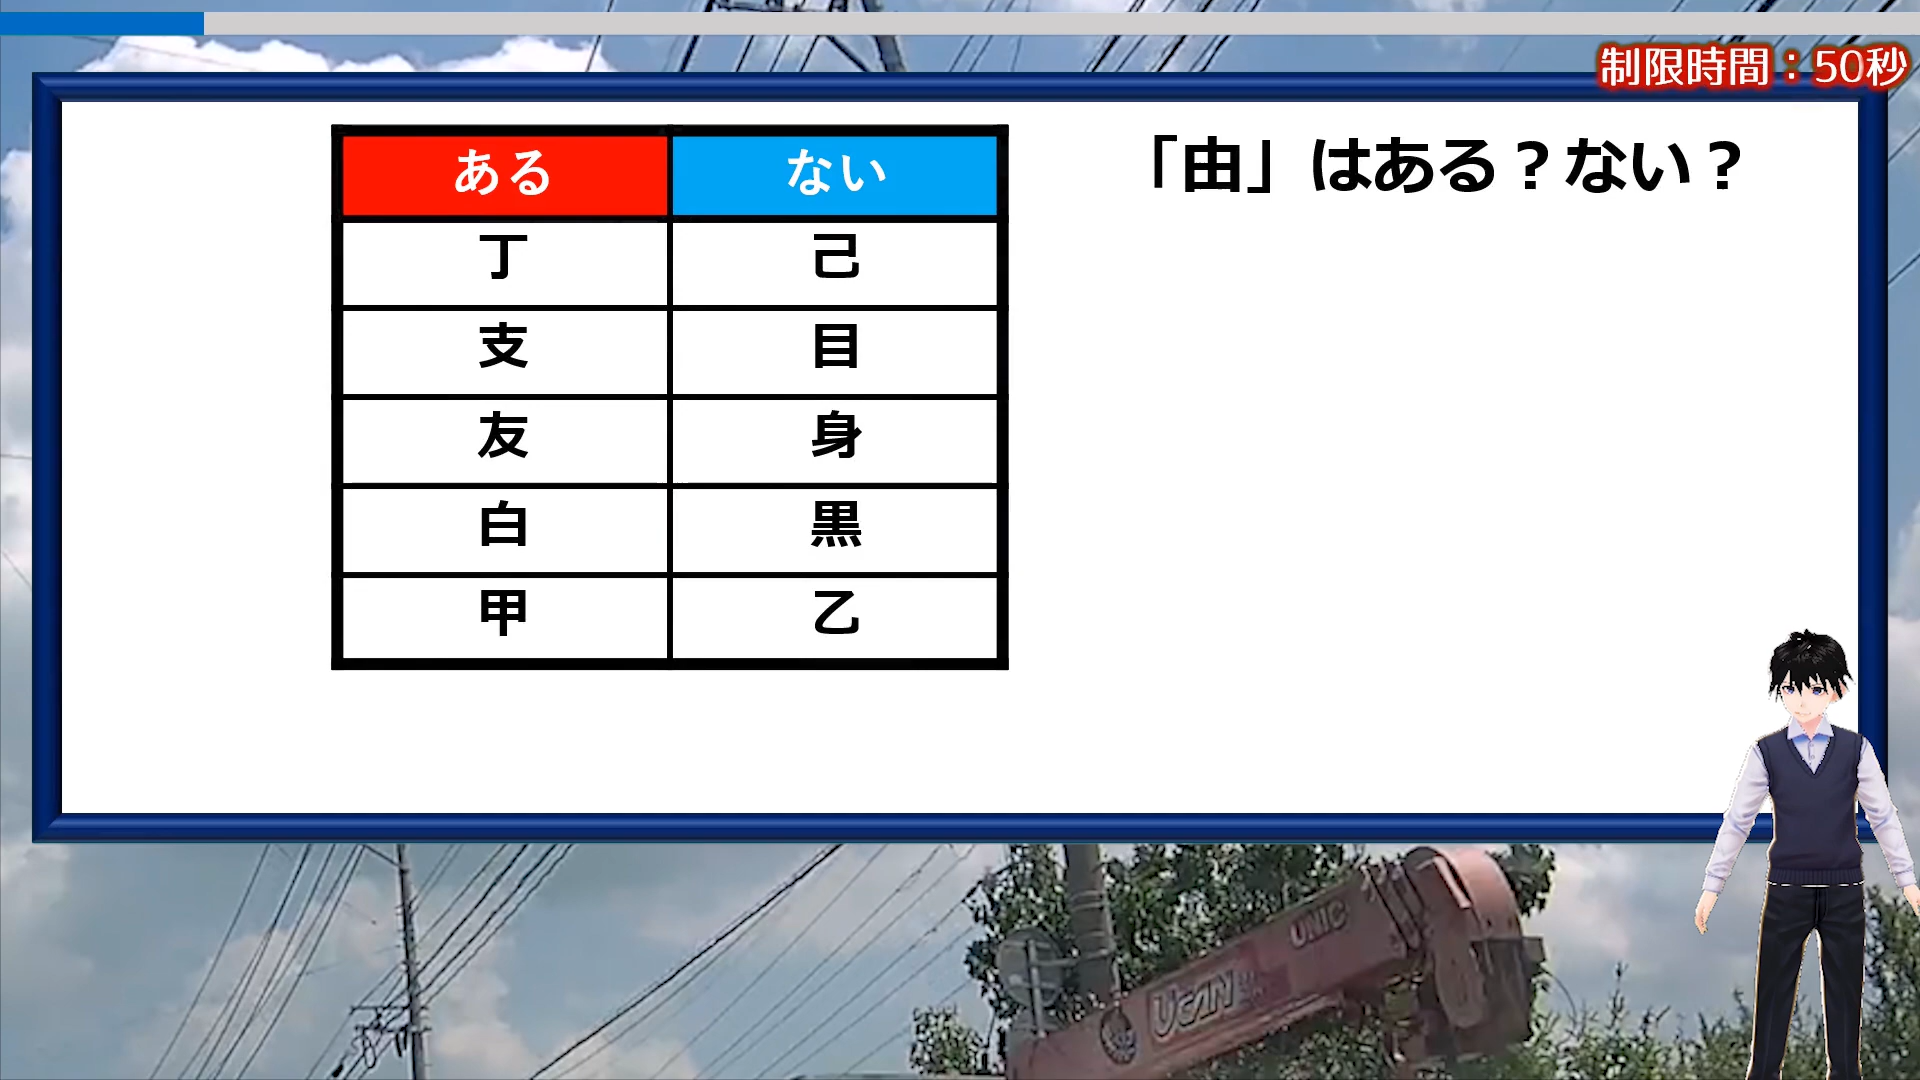 制限時間：50秒
「由」はある？ない？
ある ない
丁 己
支 目
友 身
白 黒
甲 乙
UNIC
UCAN